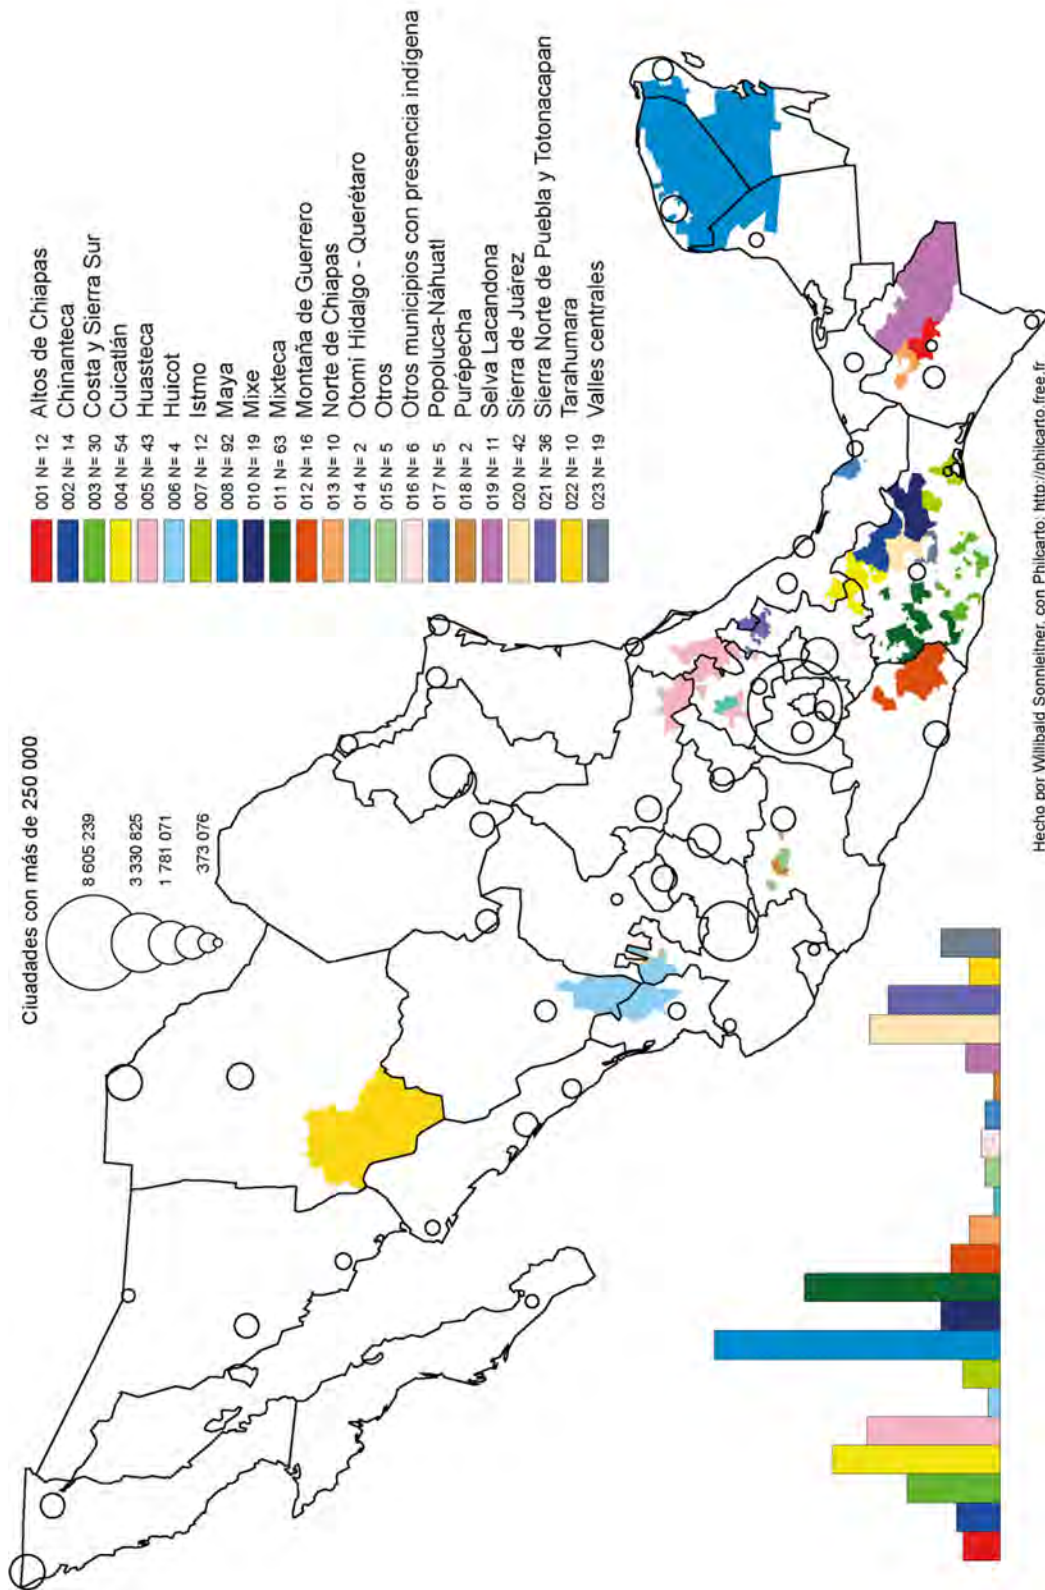 Ciuadades con más de 250 000
8 605 239
3 330 825
1 781 071
373 076
001 N= 12 Altos de Chiapas
002 N= 14 Chinanteca
003 N= 30 Costa y Sierra Sur
004 N= 54 Cuicatlán
005 N= 43 Huasteca
006 N= 4 Huicot
007 N= 12 Istmo
008 N= 92 Maya
010 N= 19 Mixe
011 N= 63 Mixteca
012 N= 16 Montaña de Guerrero
013 N= 10 Norte de Chiapas
014 N= 2 Otomí Hidalgo - Querétaro
015 N= 5 Otros
016 N= 6 Otros municipios con presencia indígena
017 N= 5 Popoluca-Náhuatl
018 N= 2 Purépecha
019 N= 11 Selva Lacandona
020 N= 42 Sierra de Juárez
021 N= 36 Sierra Norte de Puebla y Totonacapan
022 N= 10 Tarahumara
023 N= 19 Valles centrales
Hecho por Willibald Sonnleitner, con Philcarto: http://philcarto.free.fr